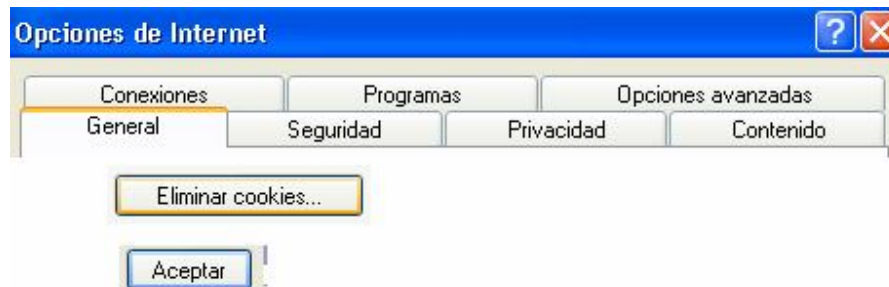 Opciones de Internet
Conexiones Programas Opciones avanzadas
General Seguridad Privacidad Contenido
Eliminar cookies...
Aceptar